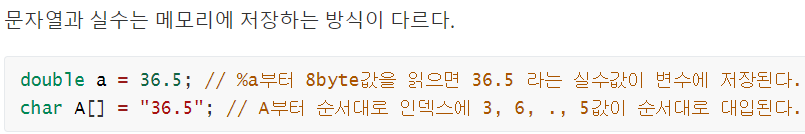 문자열과 실수는 메모리에 저장하는 방식이 다르다.
double a = 36.5; // %a부터 8byte값을 읽으면 36.5 라는 실수값이 변수에 저장된다.
char A[] = "36.5"; // A부터 순서대로 인덱스에 3, 6, ., 5값이 순서대로 대입된다.